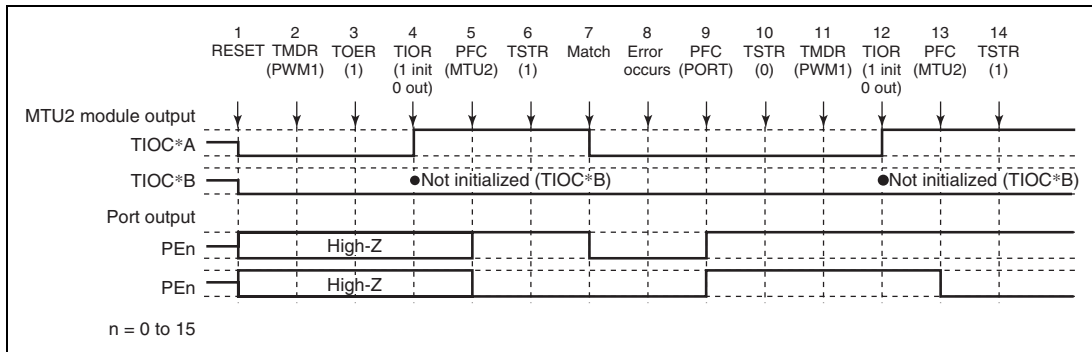 1 2 3 4 5 6 7 8 9 10 11 12 13 14
RESET TMDR TOER TIOR PFC TSTR Match Error PFC TSTR TMDR TIOR PFC TSTR
(PWM1) (1) (1 init (MTU2) (1) occurs (PORT) (0) (PWM1) (1 init (MTU2) (1)
0 out) 0 out)
MTU2 module output
TIOC*A
TIOC*B ●Not initialized (TIOC*B) ●Not initialized (TIOC*B)
Port output
PEn High-Z
PEn High-Z
n = 0 to 15